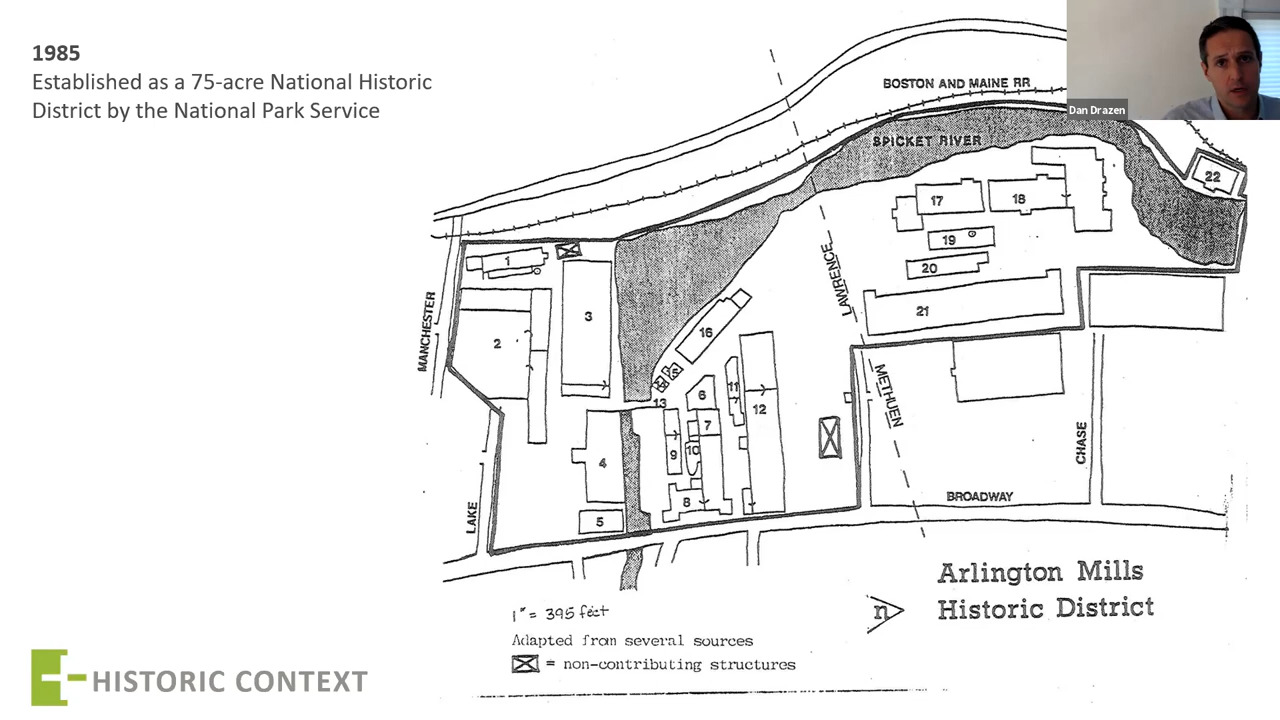 1985
Established as a 75-acre National Historic
District by the National Park Service
BOSTON AND MAINE RR
Dan Drazen
SPICKET RIVER
22
17
18
19
20
21
1
2
3
16
MANCHESTER
LAWRENCE
METHUEN
6
11
12
13
7
9
10
4
8
5
LAKE
CHASE
BROADWAY
Arlington Mills
Historic District
n
1" = 395 feet
Adapted from several sources
= non-contributing structures
HISTORIC CONTEXT